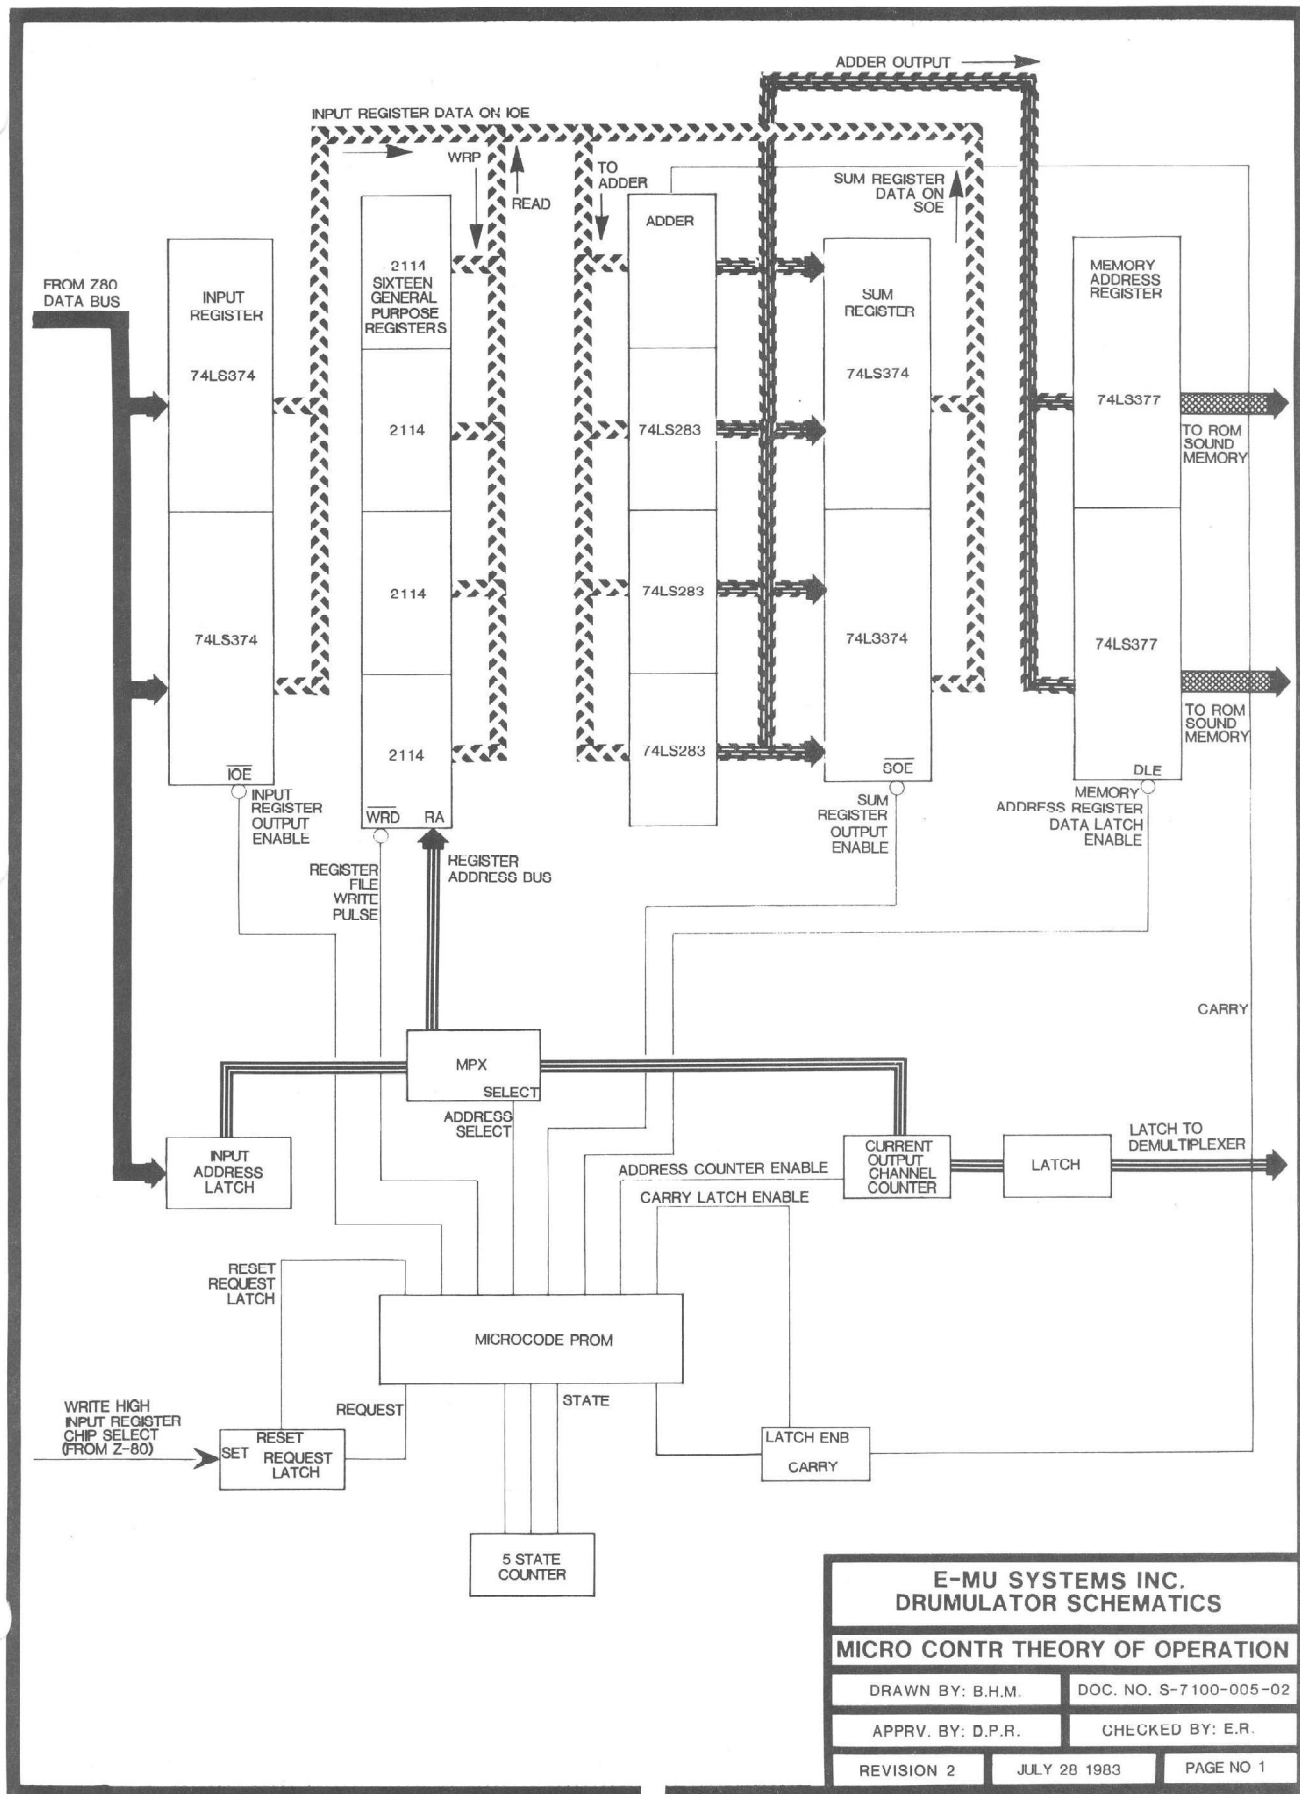 ADDER OUTPUT
INPUT REGISTER DATA ON IOE
WRP
READ
TO
ADDER
SUM REGISTER
DATA ON
SOE
FROM Z80
DATA BUS
INPUT
REGISTER
74LS374
74LS374
IOE
2114
SIXTEEN
GENERAL
PURPOSE
REGISTERS
2114
2114
2114
WRD RA
ADDER
74LS283
74LS283
74LS283
SUM
REGISTER
74LS374
74LS374
SOE
MEMORY
ADDRESS
REGISTER
74LS377
74LS377
DLE
TO ROM
SOUND
MEMORY
TO ROM
SOUND
MEMORY
INPUT
REGISTER
OUTPUT
ENABLE
REGISTER
FILE
WRITE
PULSE
REGISTER
ADDRESS BUS
SUM
REGISTER
OUTPUT
ENABLE
MEMORY
ADDRESS REGISTER
DATA LATCH
ENABLE
CARRY
MPX
SELECT
ADDRESS
SELECT
INPUT
ADDRESS
LATCH
CURRENT
OUTPUT
CHANNEL
COUNTER
LATCH
LATCH TO
DEMULTIPLEXER
ADDRESS COUNTER ENABLE
CARRY LATCH ENABLE
RESET
REQUEST
LATCH
MICROCODE PROM
WRITE HIGH
INPUT REGISTER
CHIP SELECT
(FROM Z-80)
REQUEST
STATE
RESET
SET
REQUEST
LATCH
LATCH ENB
CARRY
5 STATE
COUNTER
E-MU SYSTEMS INC.
DRUMULATOR SCHEMATICS
MICRO CONTR THEORY OF OPERATION
DRAWN BY: B.H.M. DOC. NO. S-7100-005-02
APPRV. BY: D.P.R. CHECKED BY: E.R.
REVISION 2 JULY 28 1983 PAGE NO 1